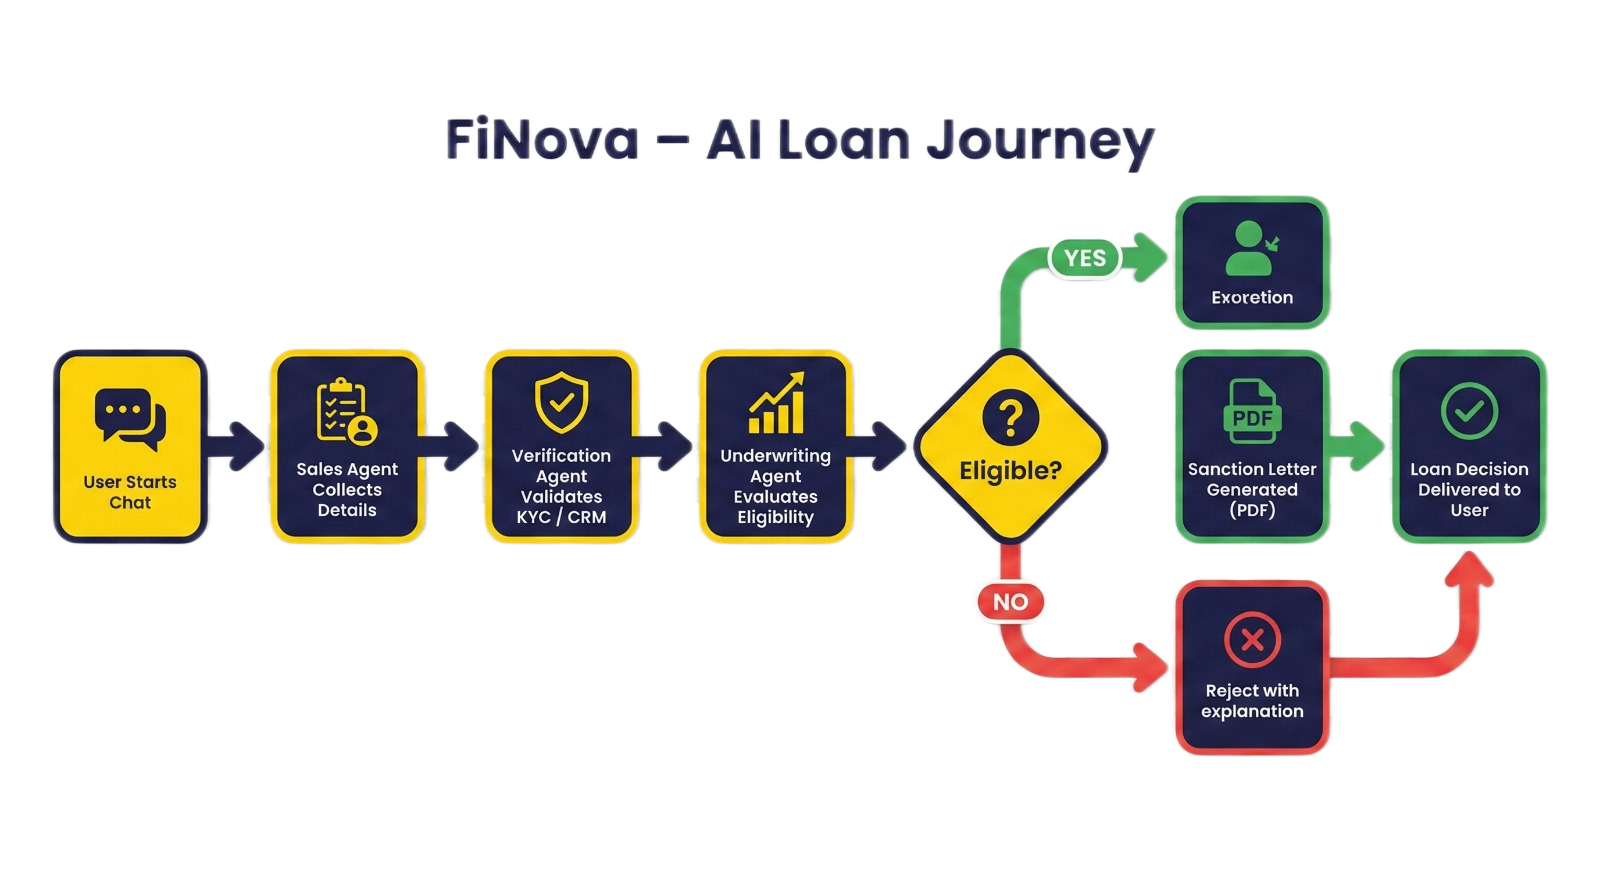 FiNova – AI Loan Journey
User Starts
Chat
Sales Agent
Collects
Details
Verification
Agent
Validates
KYC / CRM
Underwriting
Agent
Evaluates
Eligibility
Eligible?
YES
Exoretion
PDF
Sanction Letter
Generated
(PDF)
Loan Decision
Delivered to
User
NO
Reject with
explanation